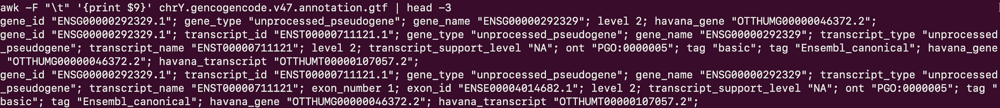 awk -F "\t" '{print $9}' chrY.gencogencode.v47.annotation.gtf | head -3
gene_id "ENSG00000292329.1"; gene_type "unprocessed_pseudogene"; gene_name "ENSG00000292329"; level 2; havana_gene "OTTHUMG00000046372.2";
gene_id "ENSG00000292329.1"; transcript_id "ENST00000711121.1"; gene_type "unprocessed_pseudogene"; gene_name "ENSG00000292329"; transcript_type "unprocessed
_pseudogene"; transcript_name "ENST00000711121"; level 2; transcript_support_level "NA"; ont "PGO:0000005"; tag "basic"; tag "Ensembl_canonical"; havana_gene
 "OTTHUMG00000046372.2"; havana_transcript "OTTHUMT00000107057.2";
gene_id "ENSG00000292329.1"; transcript_id "ENST00000711121.1"; gene_type "unprocessed_pseudogene"; gene_name "ENSG00000292329"; transcript_type "unprocessed
_pseudogene"; transcript_name "ENST00000711121"; exon_number 1; exon_id "ENSE00004014682.1"; level 2; transcript_support_level "NA"; ont "PGO:0000005"; tag "
basic"; tag "Ensembl_canonical"; havana_gene "OTTHUMG00000046372.2"; havana_transcript "OTTHUMT00000107057.2";